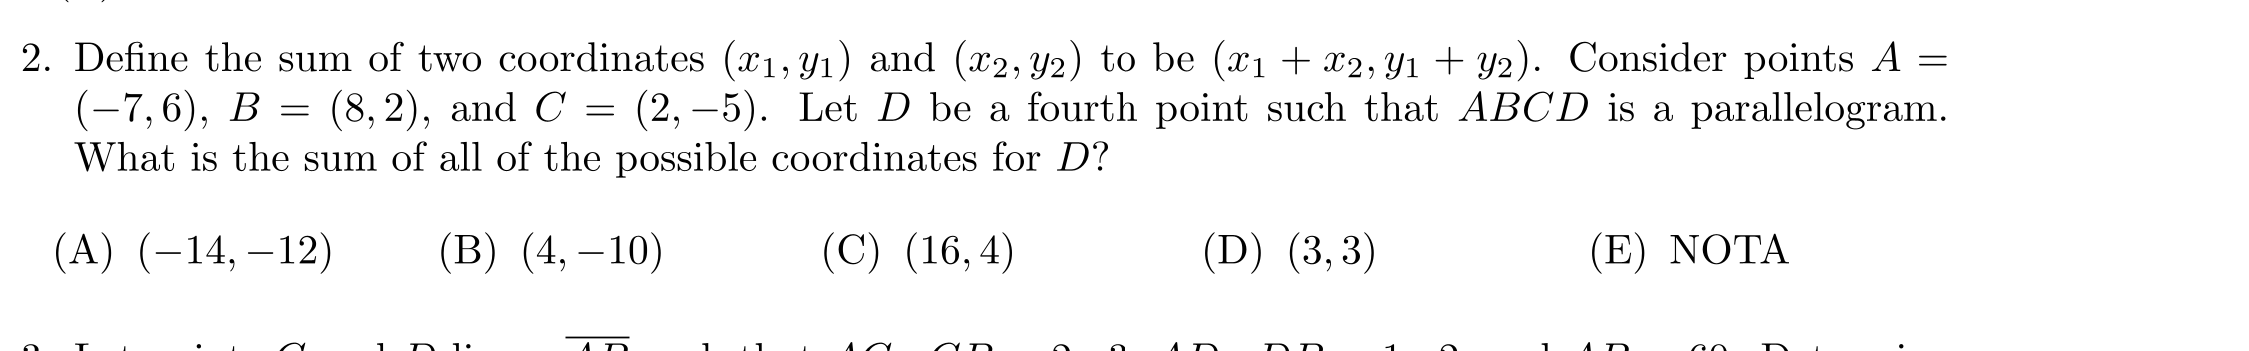 2. Define the sum of two coordinates (x₁, y₁) and (x₂, y₂) to be (x₁ + x₂, y₁ + y₂). Consider points A =
(−7, 6), B = (8, 2), and C = (2, −5). Let D be a fourth point such that ABCD is a parallelogram.
What is the sum of all of the possible coordinates for D?
(A) (−14, −12) (B) (4, −10) (C) (16, 4) (D) (3, 3) (E) NOTA